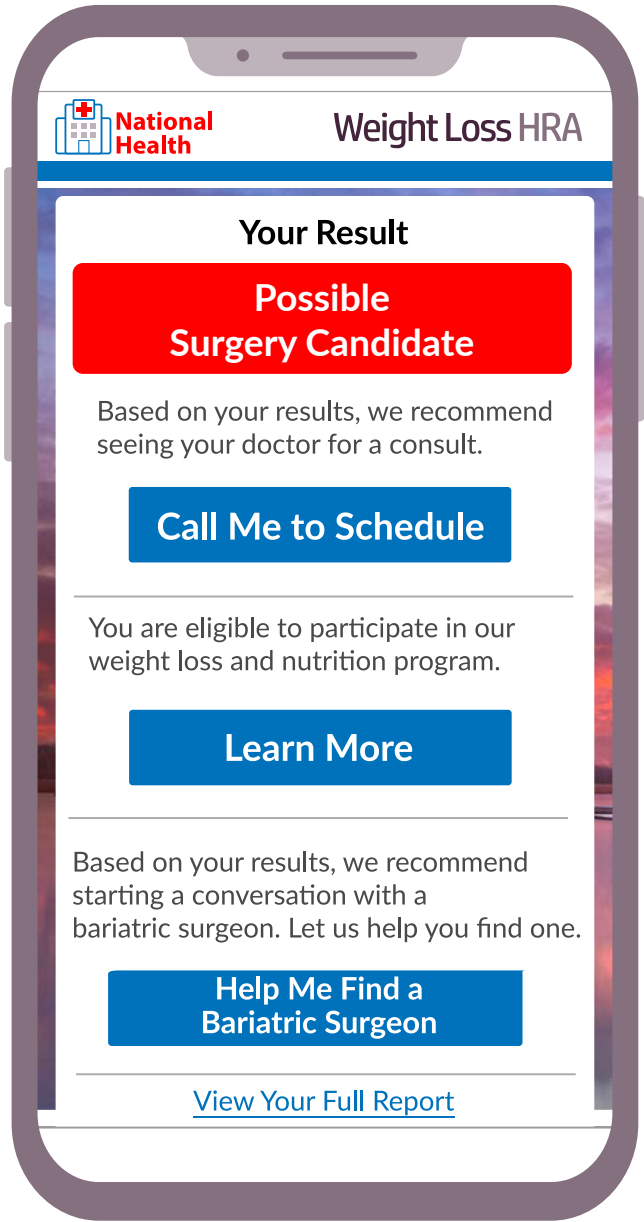 National
Health
Weight Loss HRA
Your Result
Possible
Surgery Candidate
Based on your results, we recommend
seeing your doctor for a consult.
Call Me to Schedule
You are eligible to participate in our
weight loss and nutrition program.
Learn More
Based on your results, we recommend
starting a conversation with a
bariatric surgeon. Let us help you find one.
Help Me Find a
Bariatric Surgeon
View Your Full Report